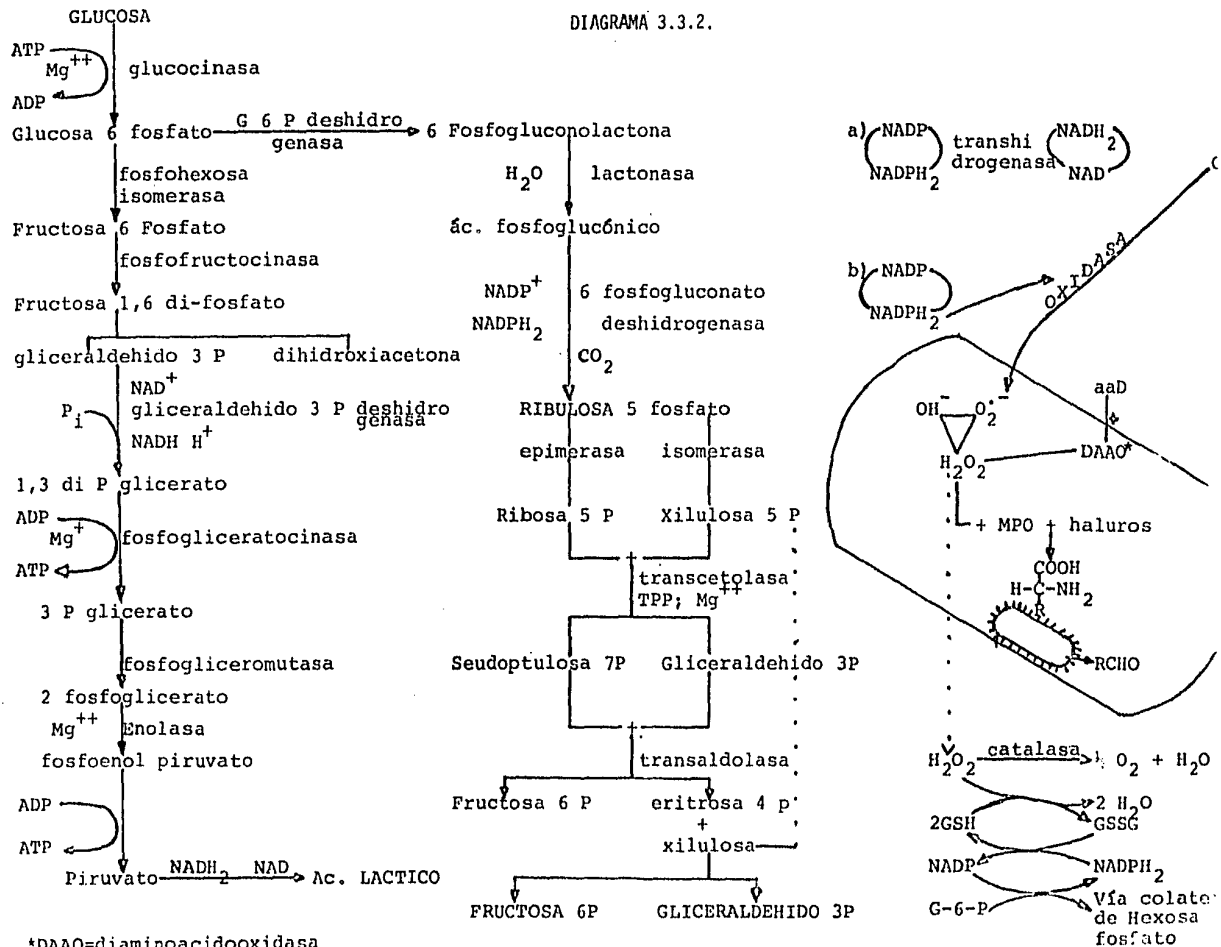 DIAGRAMA 3.3.2.
GLUCOSA
ATP
Mg++
glucocinasa
ADP
Glucosa 6 fosfato
G 6 P deshidro
genasa
6 Fosfogluconolactona
fosfohexosa
isomerasa
Fructosa 6 Fosfato
fosfofructocinasa
Fructosa 1,6 di-fosfato
gliceraldehido 3 P
dihidroxiacetona
NAD+
Pi
gliceraldehido 3 P deshidro
genasa
NADH H+
1,3 di P glicerato
ADP
Mg+
fosfogliceratocinasa
ATP
3 P glicerato
fosfogliceromutasa
2 fosfoglicerato
Mg++
Enolasa
fosfoenol piruvato
ADP
ATP
Piruvato
NADH2
NAD
Ac. LACTICO
H2O
lactonasa
ác. fosfoglucónico
NADP+
6 fosfogluconato
NADPH2
deshidrogenasa
CO2
RIBULOSA 5 fosfato
epimerasa
isomerasa
Ribosa 5 P
Xilulosa 5 P
+
transcetolasa
TPP; Mg++
Seudoptulosa 7P
Gliceraldehido 3P
+
transaldolasa
Fructosa 6 P
eritrosa 4 p
+
xilulosa
FRUCTOSA 6P
GLICERALDEHIDO 3P
a)
NADP
NADPH2
transhi
drogenasa
NADH2
NAD
b)
NADP
NADPH2
OXIDASA
OH-
O2.-
aaD
H2O2
DAAO*
+ MPO + haluros
COOH
H-C-NH2
R
RCHO
H2O2
catalasa
½ O2 + H2O
2 H2O
2GSH
GSSG
NADP
NADPH2
G-6-P
Vía colate
de Hexosa
fosfato
*DAAO=diaminoacidooxidasa